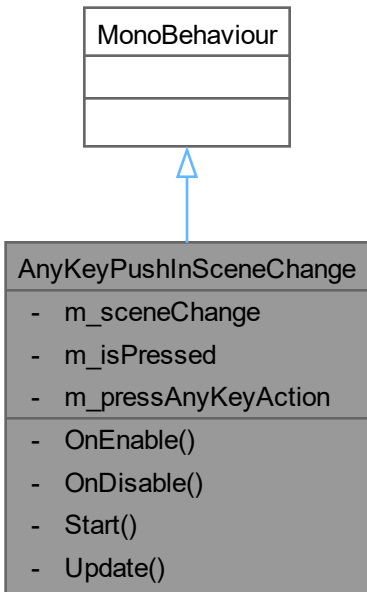 MonoBehaviour
AnyKeyPushInSceneChange
- m_sceneChange
- m_isPressed
- m_pressAnyKeyAction
- OnEnable()
- OnDisable()
- Start()
- Update()